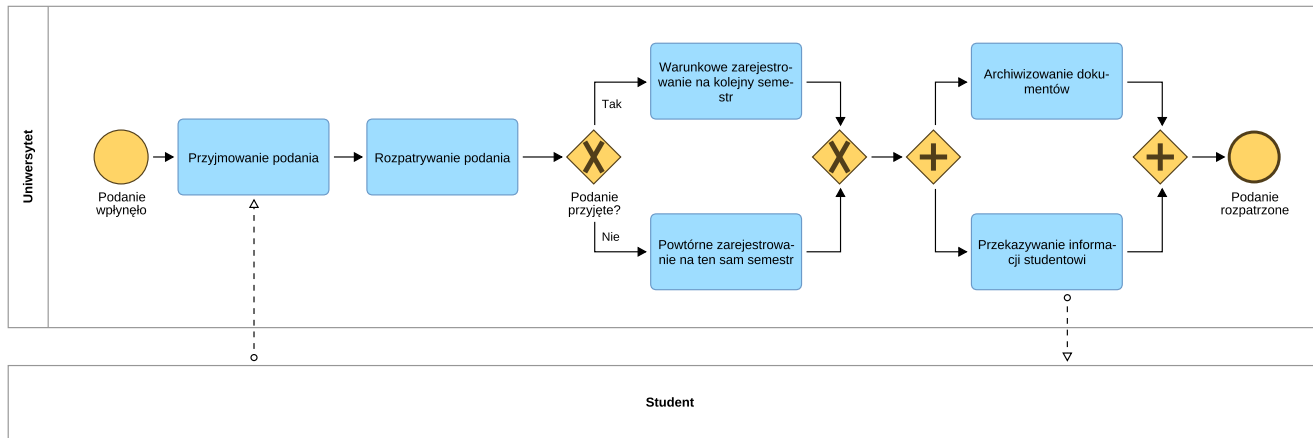 Uniwersytet
Podanie
wpłynęło
Przyjmowanie podania
Rozpatrywanie podania
Podanie
przyjęte?
Tak
Nie
Warunkowe zarejestro-
wanie na kolejny seme-
str
Powtórne zarejestrowa-
nie na ten sam semestr
Archiwizowanie doku-
mentów
Przekazywanie informa-
cji studentowi
Podanie
rozpatrzone
Student